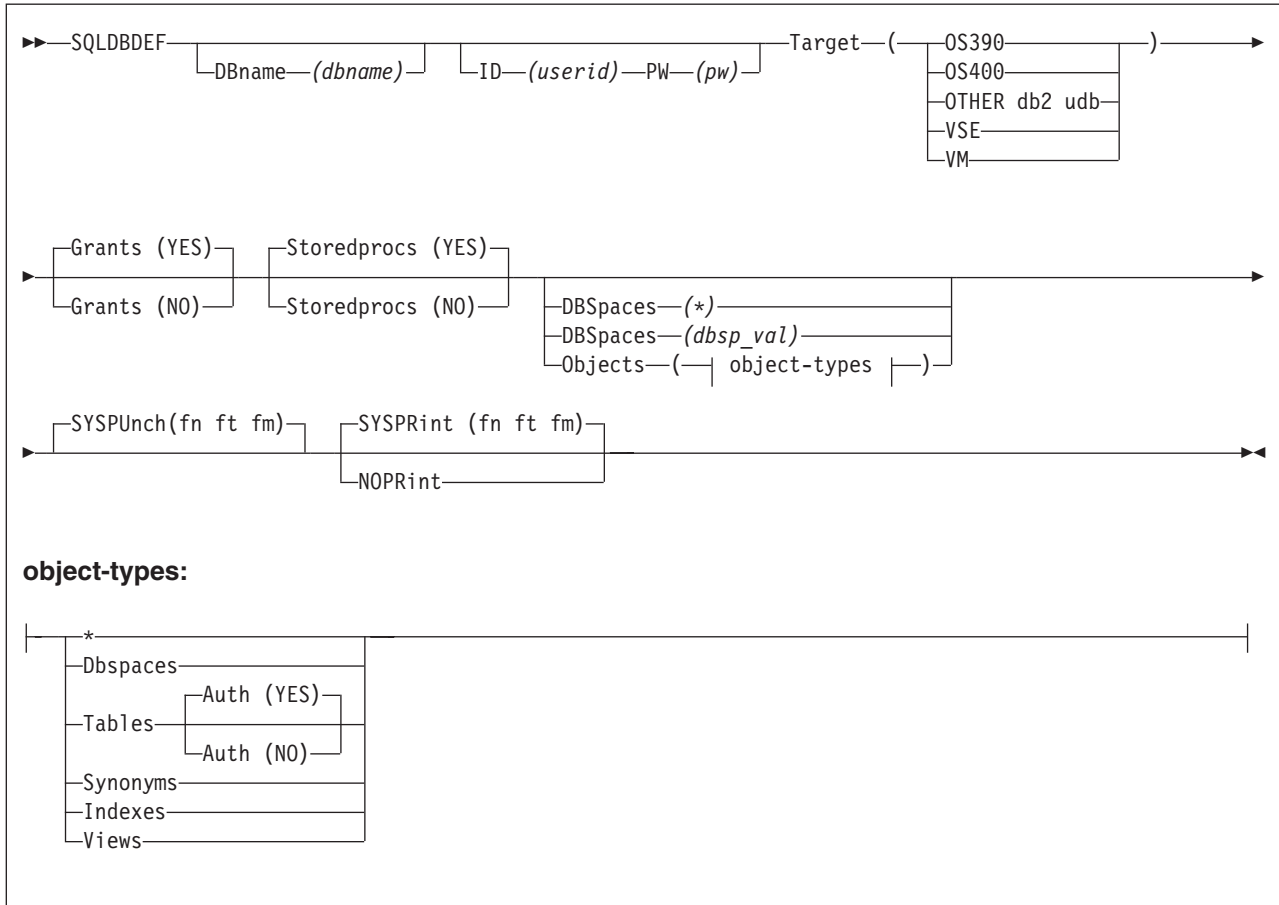 SQLDBDEF DBname (dbname) ID (userid) PW (pw) Target ( OS390 )
OS400
OTHER db2 udb
VSE
VM
Grants (YES) Storedprocs (YES)
Grants (NO) Storedprocs (NO) DBSpaces (*)
DBSpaces (dbsp_val)
Objects ( object-types )
SYSPUnch(fn ft fm) SYSPRint (fn ft fm)
NOPRint
object-types:
*
Dbspaces
Auth (YES)
Tables
Auth (NO)
Synonyms
Indexes
Views